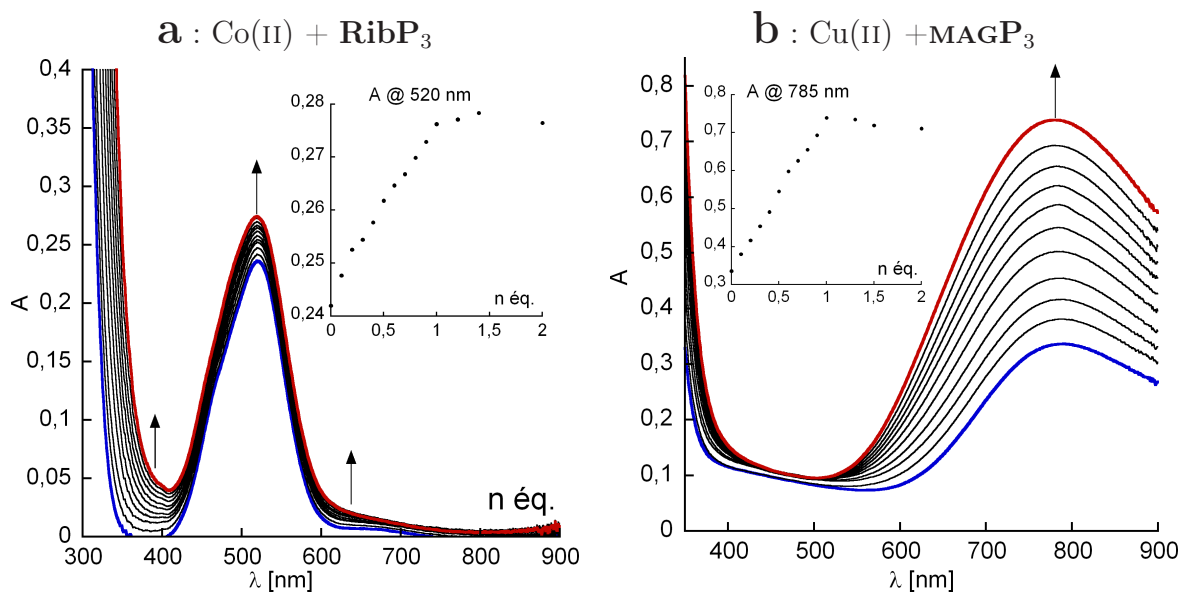 a : Co(II) + RibP3
A
0,4
0,35
0,3
0,25
0,2
0,15
0,1
0,05
0
300 400 500 600 700 800 900
λ [nm]
n éq.
A @ 520 nm
0,28
0,27
0,26
0,25
0,24
0 0,5 1 1,5 2
n éq.
b : Cu(II) +MAGP3
A
0,8
0,7
0,6
0,5
0,4
0,3
0,2
0,1
0
400 500 600 700 800 900
λ [nm]
A @ 785 nm
0,8
0,7
0,6
0,5
0,4
0,3
0 0,5 1 1,5 2
n éq.